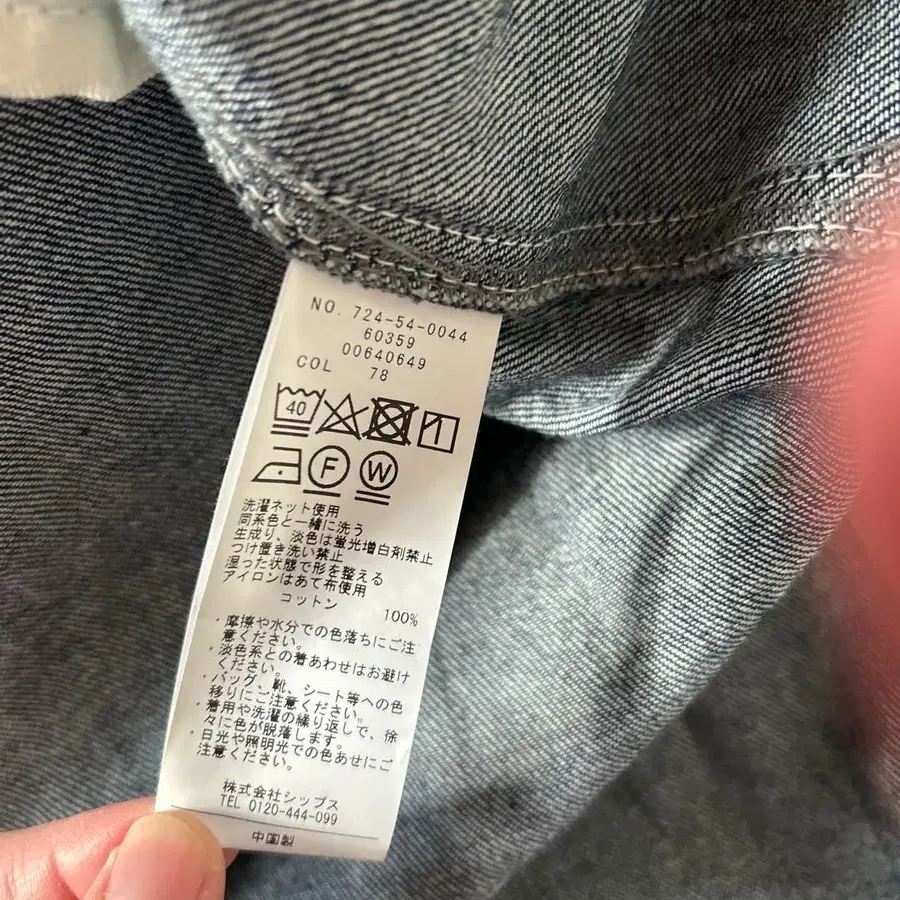 NO. 724-54-0044
60359
00640649
COL 78
40
F W
洗濯ネット使用
同系色と一緒に洗う
生成り、淡色は蛍光増白剤禁止
つけ置き洗い禁止
湿った状態で形を整える
アイロンはあて布使用
コットン 100%
・摩擦や水分での色落ちにご注
意ください。
・淡色系との着あわせはお避け
ください。
・バッグ、靴、シート等への色
移りにご注意ください。
・着用や洗濯の繰り返しで、徐
々に色が脱落します。
・日光や照明光での色あせにご
注意ください。
株式会社シップス
TEL 0120-444-099
中国製